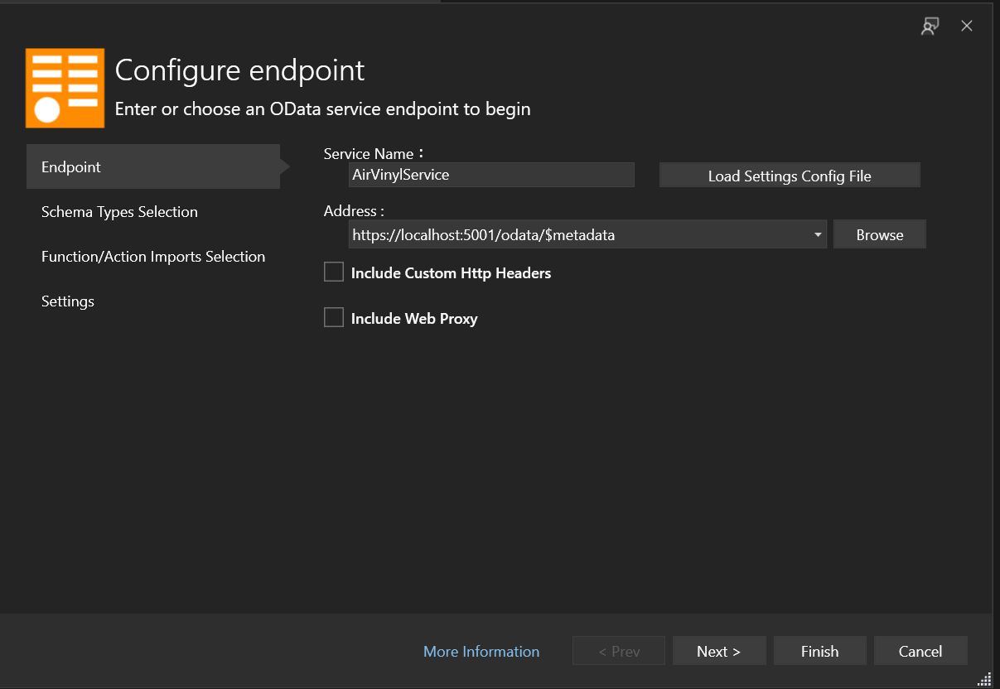 Configure endpoint
Enter or choose an OData service endpoint to begin
Endpoint
Schema Types Selection
Function/Action Imports Selection
Settings
Service Name :
AirVinylService
Load Settings Config File
Address :
https://localhost:5001/odata/$metadata
Browse
Include Custom Http Headers
Include Web Proxy
More Information
< Prev
Next >
Finish
Cancel